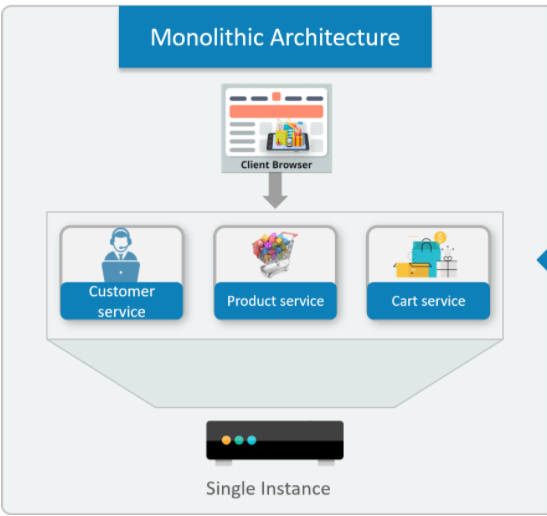 Monolithic Architecture
Client Browser
Customer
service
Product service
Cart service
Single Instance